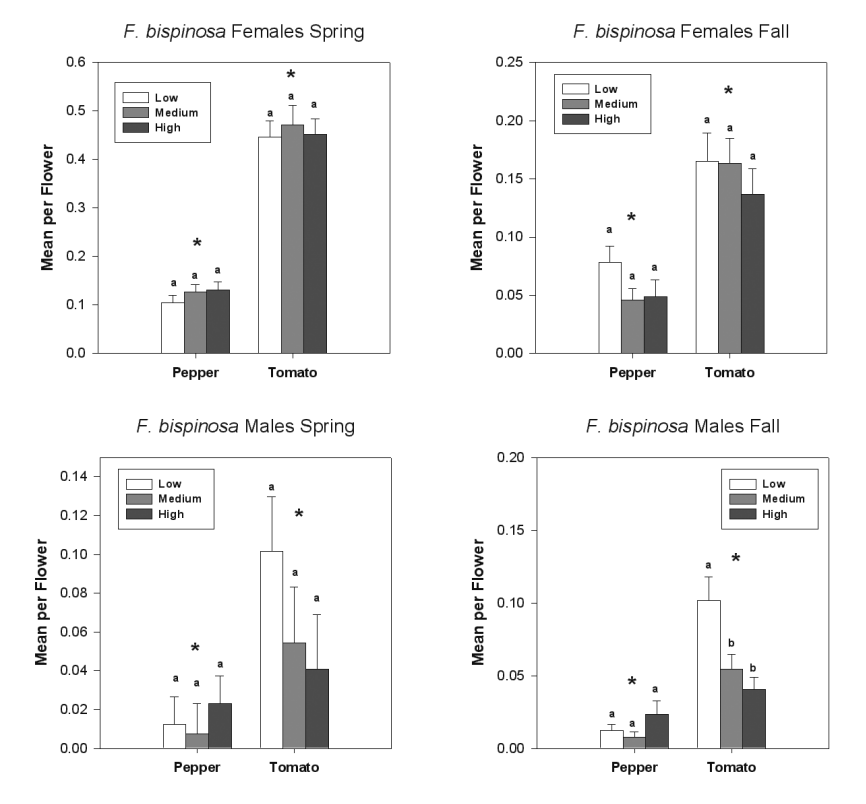 F. bispinosa Females Spring
Mean per Flower
0.6
0.5
0.4
0.3
0.2
0.1
0.0
Low
Medium
High
*
a a a
*
a a a
Pepper Tomato
F. bispinosa Females Fall
Mean per Flower
0.25
0.20
0.15
0.10
0.05
0.00
Low
Medium
High
*
a a a
*
a a a
Pepper Tomato
F. bispinosa Males Spring
Mean per Flower
0.14
0.12
0.10
0.08
0.06
0.04
0.02
0.00
Low
Medium
High
*
a a a
*
a a a
Pepper Tomato
F. bispinosa Males Fall
Mean per Flower
0.20
0.15
0.10
0.05
0.00
Low
Medium
High
*
a a a
*
a b b
Pepper Tomato